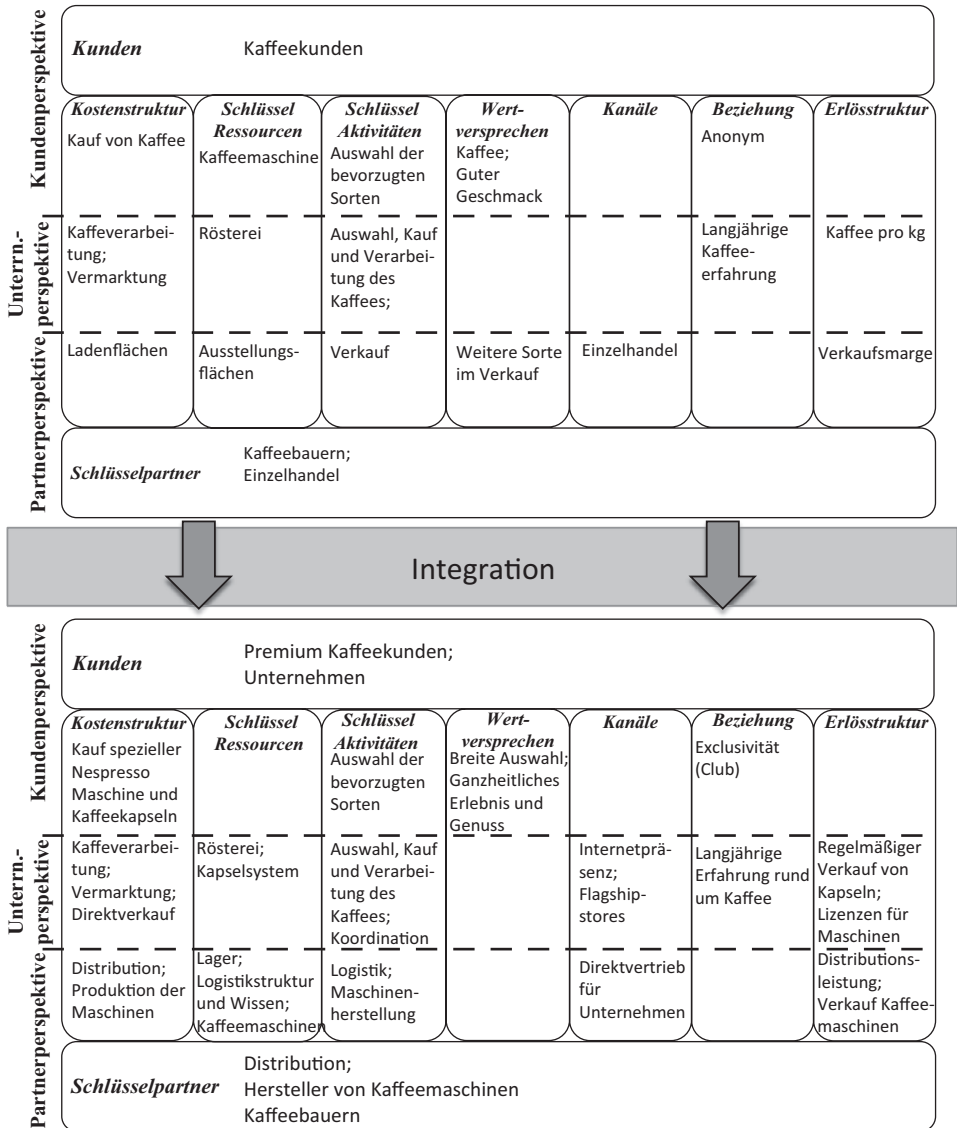 Kundenperspektive
Kunden
Kaffeekunden
Kostenstruktur
Kauf von Kaffee
Schlüssel
Ressourcen
Kaffeemaschine
Schlüssel
Aktivitäten
Auswahl der
bevorzugten
Sorten
Wert-
versprechen
Kaffee;
Guter
Geschmack
Kanäle
Beziehung
Anonym
Erlösstruktur
Unterrn.-
perspektive
Kaffeverarbei-
tung;
Vermarktung
Rösterei
Auswahl, Kauf
und Verarbei-
tung des
Kaffees;
Langjährige
Kaffee-
erfahrung
Kaffee pro kg
Partnerperspektive
Ladenflächen
Ausstellungs-
flächen
Verkauf
Weitere Sorte
im Verkauf
Einzelhandel
Verkaufsmarge
Schlüsselpartner
Kaffeebauern;
Einzelhandel
Integration
Kundenperspektive
Kunden
Premium Kaffeekunden;
Unternehmen
Kostenstruktur
Kauf spezieller
Nespresso
Maschine und
Kaffeekapseln
Schlüssel
Ressourcen
Schlüssel
Aktivitäten
Auswahl der
bevorzugten
Sorten
Wert-
versprechen
Breite Auswahl;
Ganzheitliches
Erlebnis und
Genuss
Kanäle
Beziehung
Exclusivität
(Club)
Erlösstruktur
Unterrn.-
perspektive
Kaffeverarbei-
tung;
Vermarktung;
Direktverkauf
Rösterei;
Kapselsystem
Auswahl, Kauf
und Verarbei-
tung des
Kaffees;
Koordination
Internetprä-
senz;
Flagship-
stores
Langjährige
Erfahrung rund
um Kaffee
Regelmäßiger
Verkauf von
Kapseln;
Lizenzen für
Maschinen
Partnerperspektive
Distribution;
Produktion der
Maschinen
Lager;
Logistikstruktur
und Wissen;
Kaffeemaschinen
Logistik;
Maschinen-
herstellung
Direktvertrieb
für
Unternehmen
Distributions-
leistung;
Verkauf Kaffee-
maschinen
Schlüsselpartner
Distribution;
Hersteller von Kaffeemaschinen
Kaffeebauern